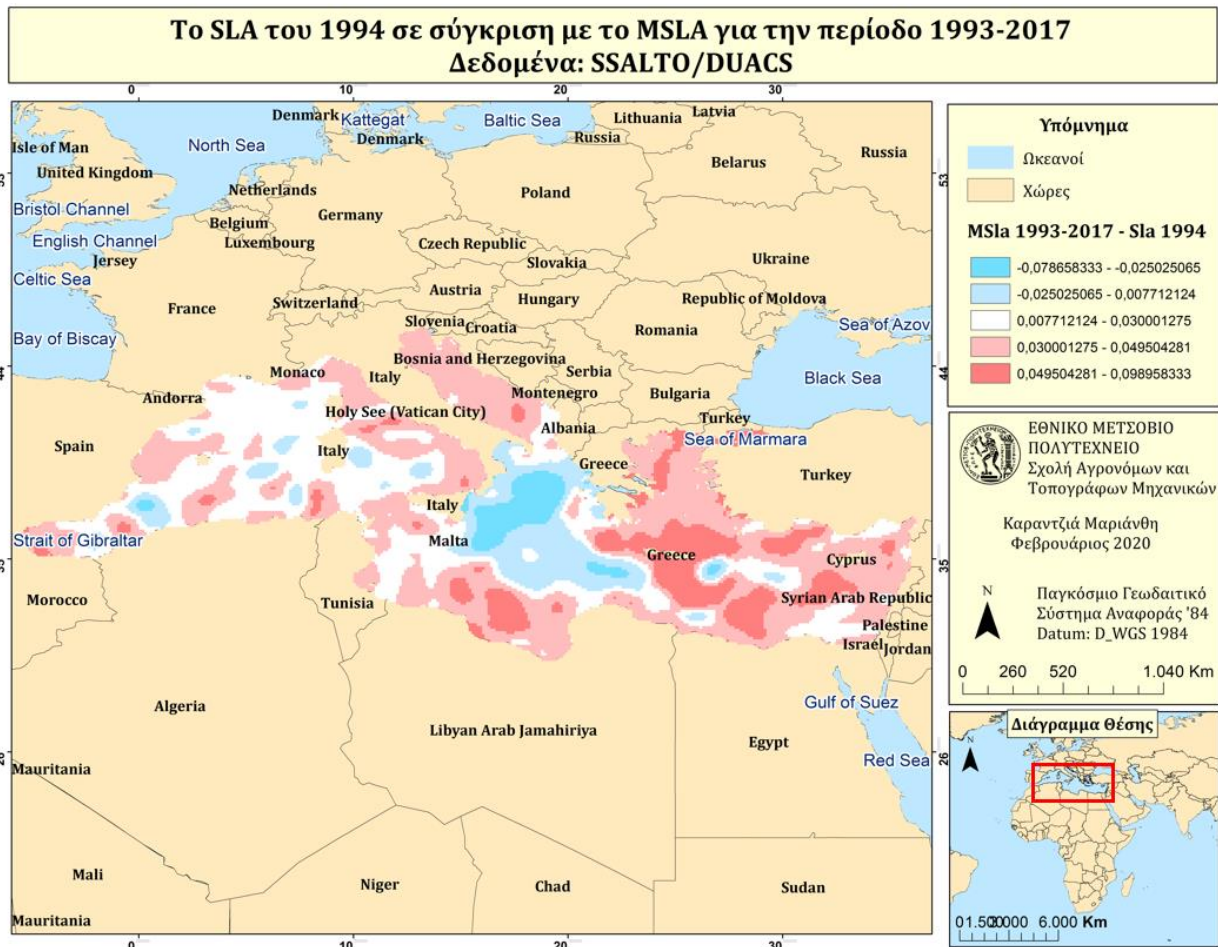 Το SLA του 1994 σε σύγκριση με το MSLA για την περίοδο 1993-2017
Δεδομένα: SSALTO/DUACS
0 10 20 30
Denmark Kattegat Baltic Sea Lithuania Latvia
Isle of Man North Sea Denmark Russia Russia
United Kingdom Belarus
53 53
Netherlands Poland
Bristol Channel Germany
Belgium
English Channel Luxembourg Czech Republic
Jersey Slovakia Ukraine
Celtic Sea
Austria
France Switzerland Hungary Republic of Moldova
Slovenia Croatia Romania Sea of Azov
Bay of Biscay
Bosnia and Herzegovina
44 44
Monaco Italy Serbia Black Sea
Andorra Montenegro Bulgaria
Holy See (Vatican City)
Turkey
Spain Albania Sea of Marmara
Italy Greece Turkey
Italy
Strait of Gibraltar Malta Greece Cyprus
35 35
Morocco Tunisia Syrian Arab Republic
Palestine
Israel Jordan
Algeria Gulf of Suez
Libyan Arab Jamahiriya Egypt
Red Sea
26 26
Mauritania
Mali Niger Chad Sudan
Mauritania
0 10 20 30
Υπόμνημα
Ωκεανοί
Χώρες
MSla 1993-2017 - Sla 1994
-0,078658333 - -0,025025065
-0,025025065 - 0,007712124
0,007712124 - 0,030001275
0,030001275 - 0,049504281
0,049504281 - 0,098958333
ΕΘΝΙΚΟ ΜΕΤΣΟΒΙΟ
ΠΟΛΥΤΕΧΝΕΙΟ
Σχολή Αγρονόμων και
Τοπογράφων Μηχανικών
Καραντζιά Μαριάνθη
Φεβρουάριος 2020
N
Παγκόσμιο Γεωδαιτικό
Σύστημα Αναφοράς '84
Datum: D_WGS 1984
0 260 520 1.040 Km
Διάγραμμα Θέσης
N
6.000 Km